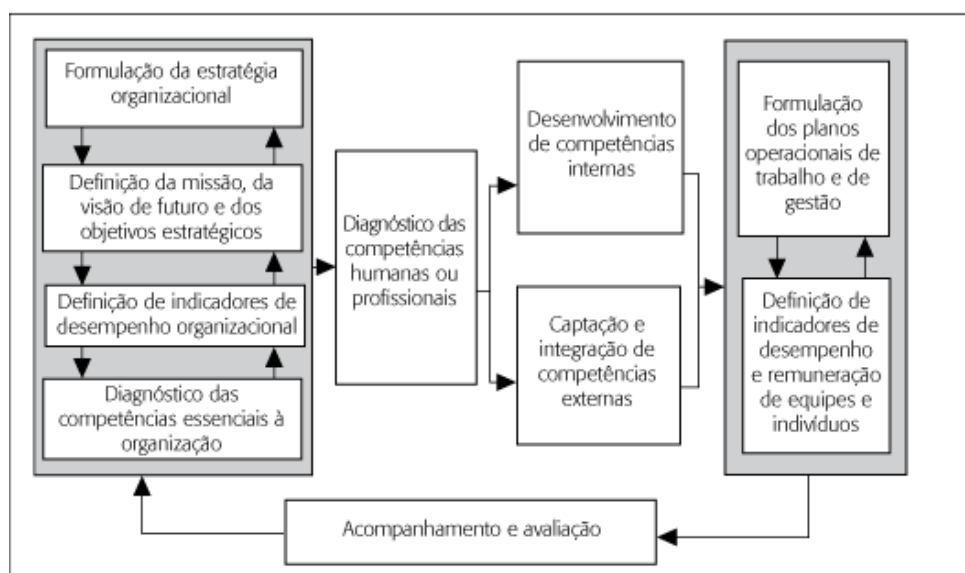 Formulação da estratégia
organizacional
Definição da missão, da
visão de futuro e dos
objetivos estratégicos
Definição de indicadores de
desempenho organizacional
Diagnóstico das
competências essenciais à
organização
Diagnóstico das
competências
humanas ou
profissionais
Desenvolvimento
de competências
internas
Captação e
integração de
competências
externas
Formulação
dos planos
operacionais de
trabalho e de
gestão
Definição de
indicadores de
desempenho
e remuneração
de equipes e
indivíduos
Acompanhamento e avaliação